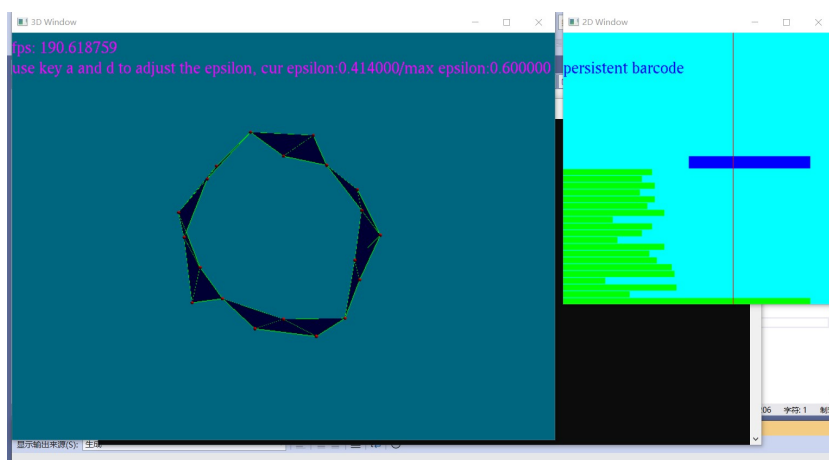 3D Window
2D Window
fps: 190.618759
use key a and d to adjust the epsilon, cur epsilon:0.414000/max epsilon:0.600000
persistent barcode
06 字符: 1
显示输出来源(S): 生成